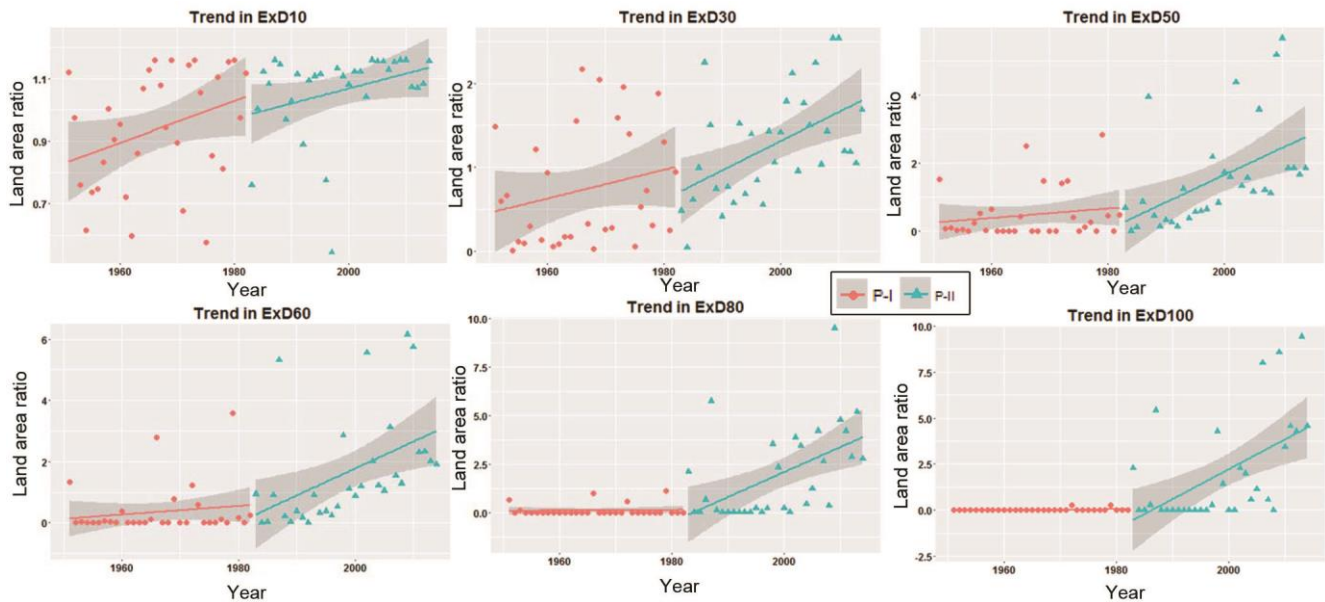 Trend in ExD10
Land area ratio
1.1
0.9
0.7
1960
1980
2000
Year
Trend in ExD30
Land area ratio
2
1
0
1960
1980
2000
Year
Trend in ExD50
Land area ratio
4
2
0
1960
1980
2000
Year
P-I
P-II
Trend in ExD60
Land area ratio
6
4
2
0
1960
1980
2000
Year
Trend in ExD80
Land area ratio
10.0
7.5
5.0
2.5
0.0
1960
1980
2000
Year
Trend in ExD100
Land area ratio
10.0
7.5
5.0
2.5
0.0
-2.5
1960
1980
2000
Year